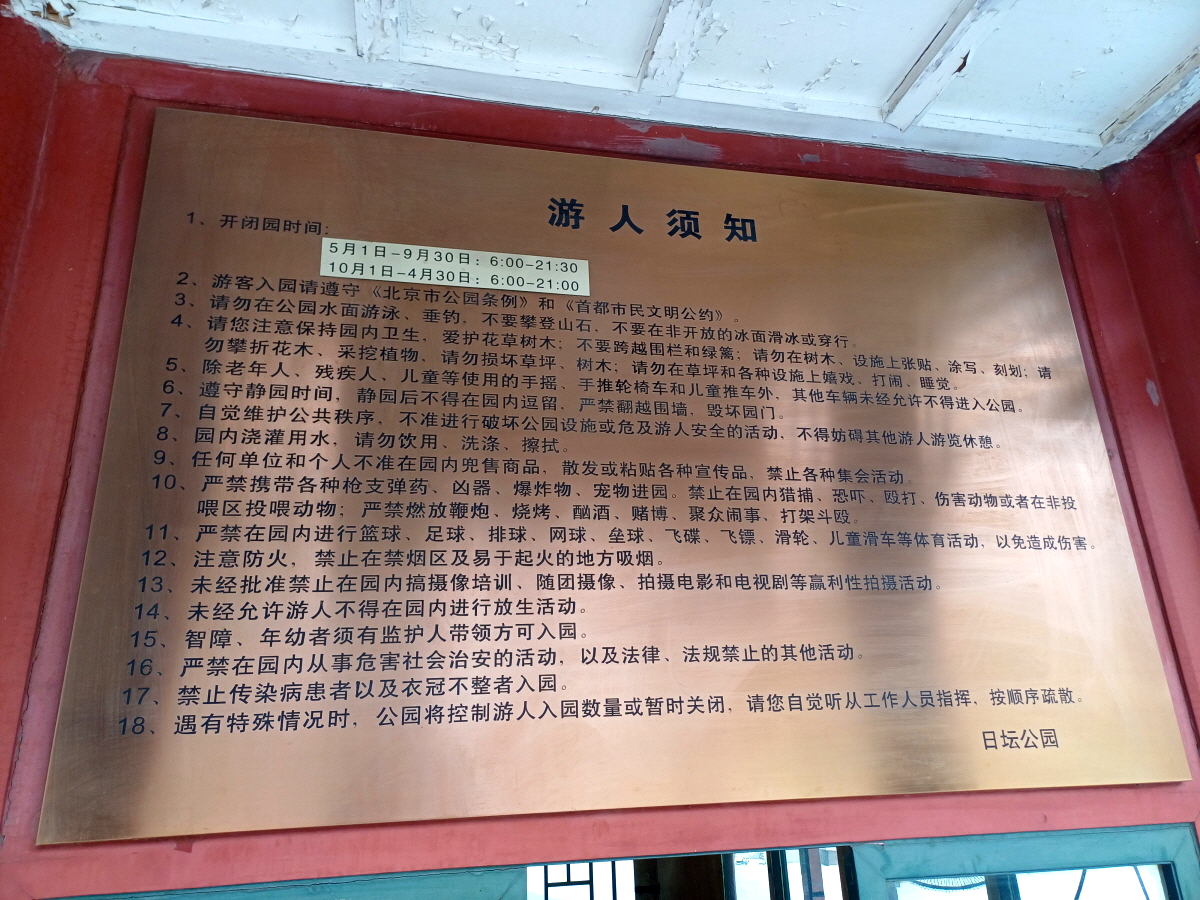 游人须知
1、开闭园时间：
5月1日-9月30日：6:00-21:30
10月1日-4月30日：6:00-21:00
2、游客入园请遵守《北京市公园条例》和《首都市民文明公约》。
3、请勿在公园水面游泳、垂钓，不要攀登山石，不要在非开放的冰面滑冰或穿行。
4、请您注意保持园内卫生，爱护花草树木；不要跨越围栏和绿篱；请勿在树木、设施上张贴、涂写、刻划；请
勿攀折花木、采挖植物、请勿损坏草坪、树木；请勿在草坪和各种设施上嬉戏、打闹、睡觉。
5、除老年人、残疾人、儿童等使用的手摇、手推轮椅车和儿童推车外，其他车辆未经允许不得进入公园。
6、遵守静园时间，静园后不得在园内逗留，严禁翻越围墙，毁坏园门。
7、自觉维护公共秩序，不准进行破坏公园设施或危及游人安全的活动，不得妨碍其他游人游览休憩。
8、园内浇灌用水，请勿饮用、洗涤、擦拭。
9、任何单位和个人不准在园内兜售商品，散发或粘贴各种宣传品，禁止各种集会活动。
10、严禁携带各种枪支弹药、凶器、爆炸物、宠物进园。禁止在园内猎捕、恐吓、殴打、伤害动物或者在非投
喂区投喂动物；严禁燃放鞭炮、烧烤、酗酒、赌博、聚众闹事、打架斗殴。
11、严禁在园内进行篮球、足球、排球、网球、垒球、飞碟、飞镖、滑轮、儿童滑车等体育活动，以免造成伤害。
12、注意防火，禁止在禁烟区及易于起火的地方吸烟。
13、未经批准禁止在园内搞摄像培训、随团摄像、拍摄电影和电视剧等赢利性拍摄活动。
14、未经允许游人不得在园内进行放生活动。
15、智障、年幼者须有监护人带领方可入园。
16、严禁在园内从事危害社会治安的活动，以及法律、法规禁止的其他活动。
17、禁止传染病患者以及衣冠不整者入园。
18、遇有特殊情况时，公园将控制游人入园数量或暂时关闭，请您自觉听从工作人员指挥，按顺序疏散。
日坛公园